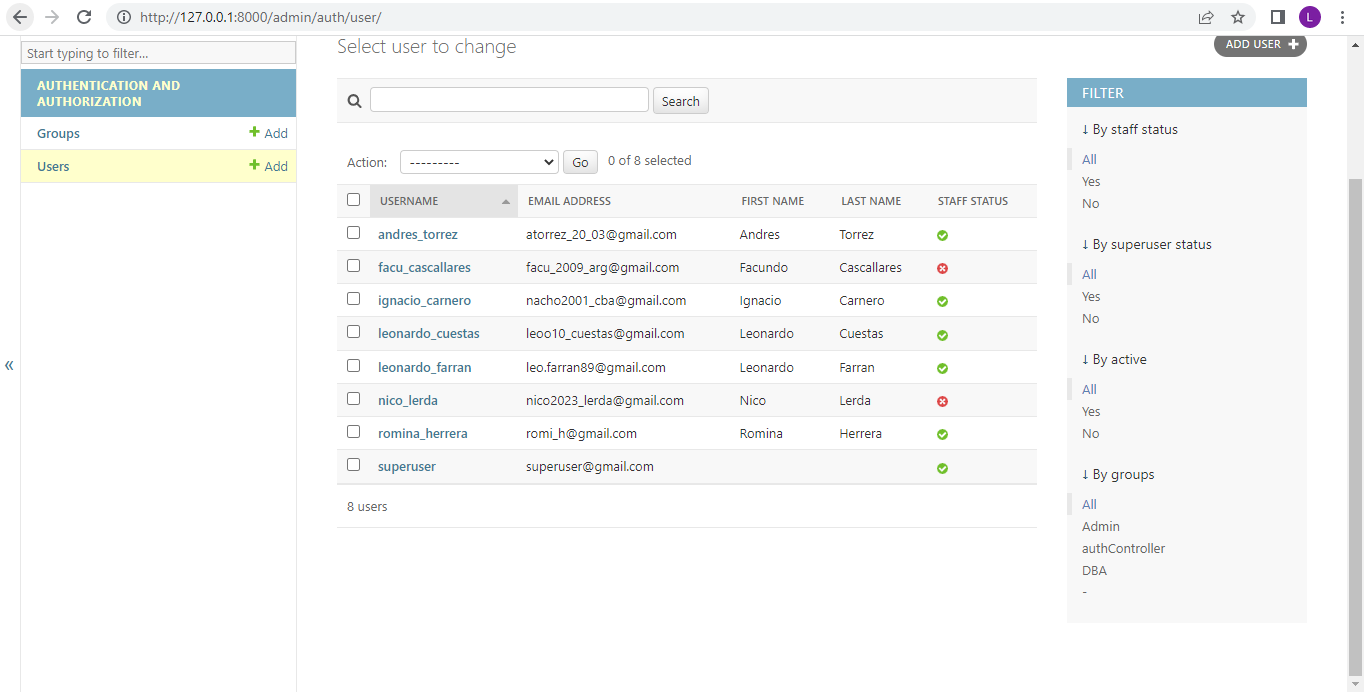 http://127.0.0.1:8000/admin/auth/user/
L
Start typing to filter...
AUTHENTICATION AND
AUTHORIZATION
Groups
Add
Users
Add
«
Select user to change
ADD USER
Search
Action:
---------
Go
0 of 8 selected
USERNAME EMAIL ADDRESS FIRST NAME LAST NAME STAFF STATUS
andres_torrez atorrez_20_03@gmail.com Andres Torrez
facu_cascallares facu_2009_arg@gmail.com Facundo Cascallares
ignacio_carnero nacho2001_cba@gmail.com Ignacio Carnero
leonardo_cuestas leoo10_cuestas@gmail.com Leonardo Cuestas
leonardo_farran leo.farran89@gmail.com Leonardo Farran
nico_lerda nico2023_lerda@gmail.com Nico Lerda
romina_herrera romi_h@gmail.com Romina Herrera
superuser superuser@gmail.com
8 users
FILTER
↓ By staff status
All
Yes
No
↓ By superuser status
All
Yes
No
↓ By active
All
Yes
No
↓ By groups
All
Admin
authController
DBA
-